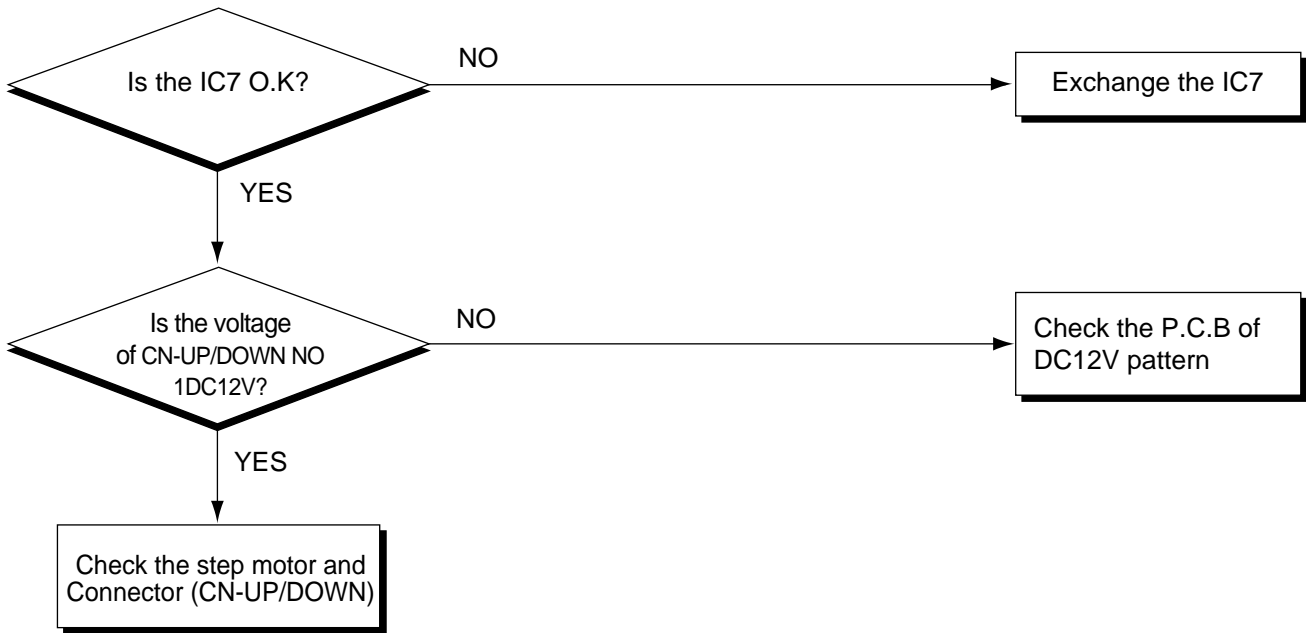 Is the IC7 O.K?
NO
Exchange the IC7
YES
Is the voltage
of CN-UP/DOWN NO
1DC12V?
NO
Check the P.C.B of
DC12V pattern
YES
Check the step motor and
Connector (CN-UP/DOWN)